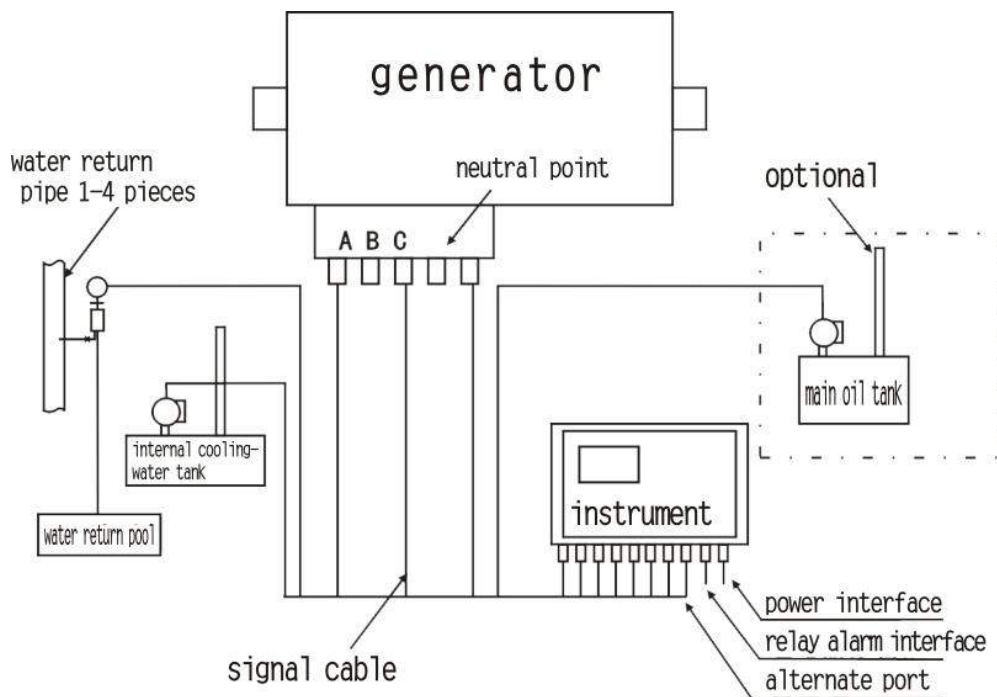 generator
water return
pipe 1-4 pieces
neutral point
optional
A B C
main oil tank
internal cooling-
water tank
instrument
water return pool
power interface
relay alarm interface
signal cable
alternate port